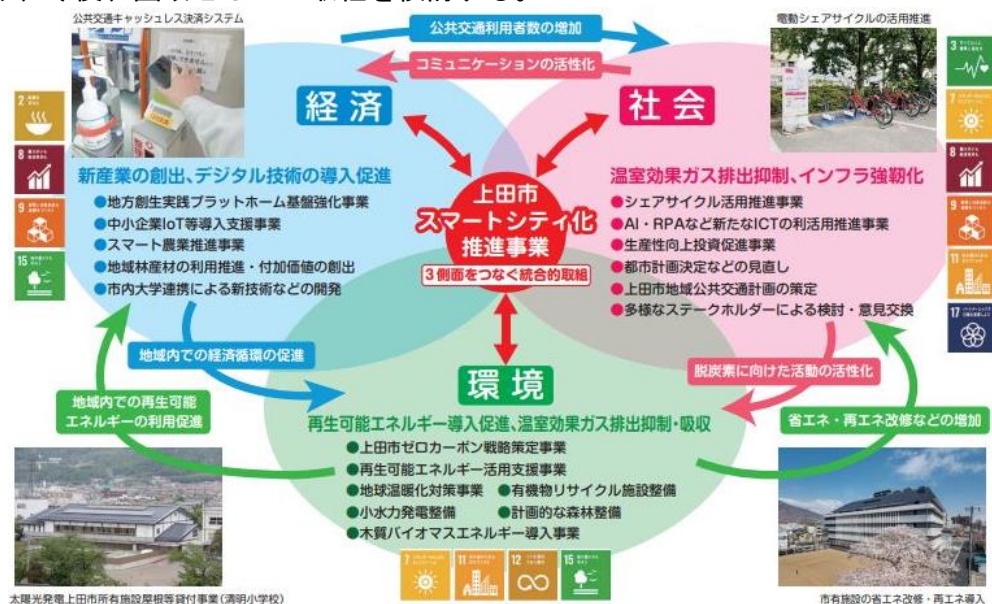 公共交通キャッシュレス決済システム
電動シェアサイクルの活用推進
公共交通利用者数の増加
コミュニケーションの活性化
経済
社会
新産業の創出、デジタル技術の導入促進
●地方創生実践プラットホーム基盤強化事業
●中小企業IoT等導入支援事業
●スマート農業推進事業
●地域林産材の利用推進・付加価値の創出
●市内大学連携による新技術などの開発
上田市
スマートシティ化
推進事業
3側面をつなぐ統合的取組
温室効果ガス排出抑制、インフラ強靭化
●シェアサイクル活用推進事業
●AI・RPAなど新たなICTの利活用推進事業
●生産性向上投資促進事業
●都市計画決定などの見直し
●上田市地域公共交通計画の策定
●多様なステークホルダーによる検討・意見交換
2
8
9
15
3
7
8
9
11
17
地域内での経済循環の促進
脱炭素に向けた活動の活性化
地域内での再生可能
エネルギーの利用促進
省エネ・再エネ改修などの増加
環境
再生可能エネルギー導入促進、温室効果ガス排出抑制・吸収
●上田市ゼロカーボン戦略策定事業
●再生可能エネルギー活用支援事業
●地球温暖化対策事業 ●有機物リサイクル施設整備
●小水力発電整備 ●計画的な森林整備
●木質バイオマスエネルギー導入事業
7
11
12
15
太陽光発電上田市所有施設屋根等貸付事業(清明小学校)
市有施設の省エネ改修・再エネ導入